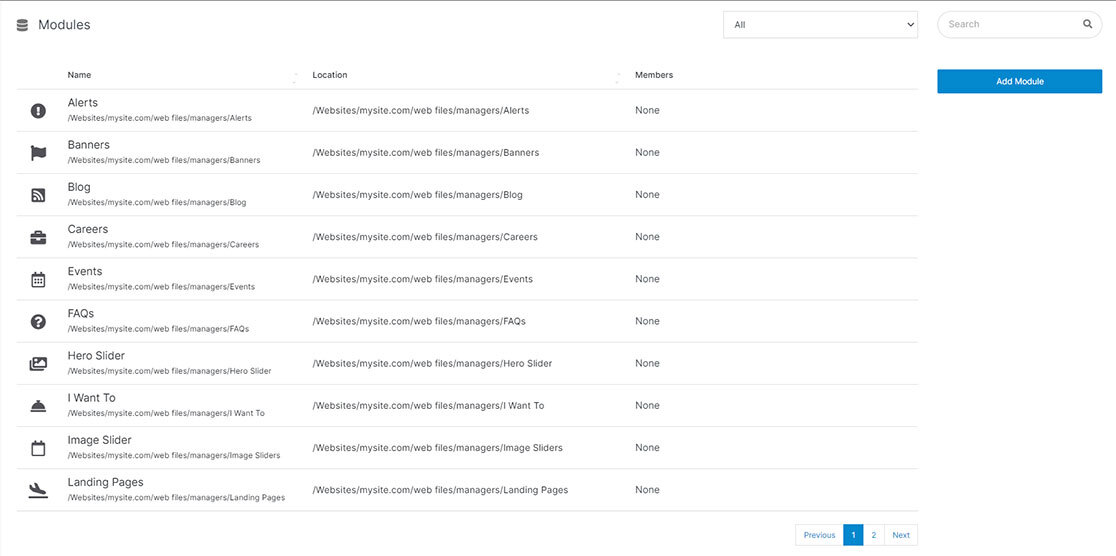 Modules
All
Search
Name Location Members
Add Module
Alerts
/Websites/mysite.com/web files/managers/Alerts
/Websites/mysite.com/web files/managers/Alerts
None
Banners
/Websites/mysite.com/web files/managers/Banners
/Websites/mysite.com/web files/managers/Banners
None
Blog
/Websites/mysite.com/web files/managers/Blog
/Websites/mysite.com/web files/managers/Blog
None
Careers
/Websites/mysite.com/web files/managers/Careers
/Websites/mysite.com/web files/managers/Careers
None
Events
/Websites/mysite.com/web files/managers/Events
/Websites/mysite.com/web files/managers/Events
None
FAQs
/Websites/mysite.com/web files/managers/FAQs
/Websites/mysite.com/web files/managers/FAQs
None
Hero Slider
/Websites/mysite.com/web files/managers/Hero Slider
/Websites/mysite.com/web files/managers/Hero Slider
None
I Want To
/Websites/mysite.com/web files/managers/I Want To
/Websites/mysite.com/web files/managers/I Want To
None
Image Slider
/Websites/mysite.com/web files/managers/Image Sliders
/Websites/mysite.com/web files/managers/Image Sliders
None
Landing Pages
/Websites/mysite.com/web files/managers/Landing Pages
/Websites/mysite.com/web files/managers/Landing Pages
None
Previous 1 2 Next